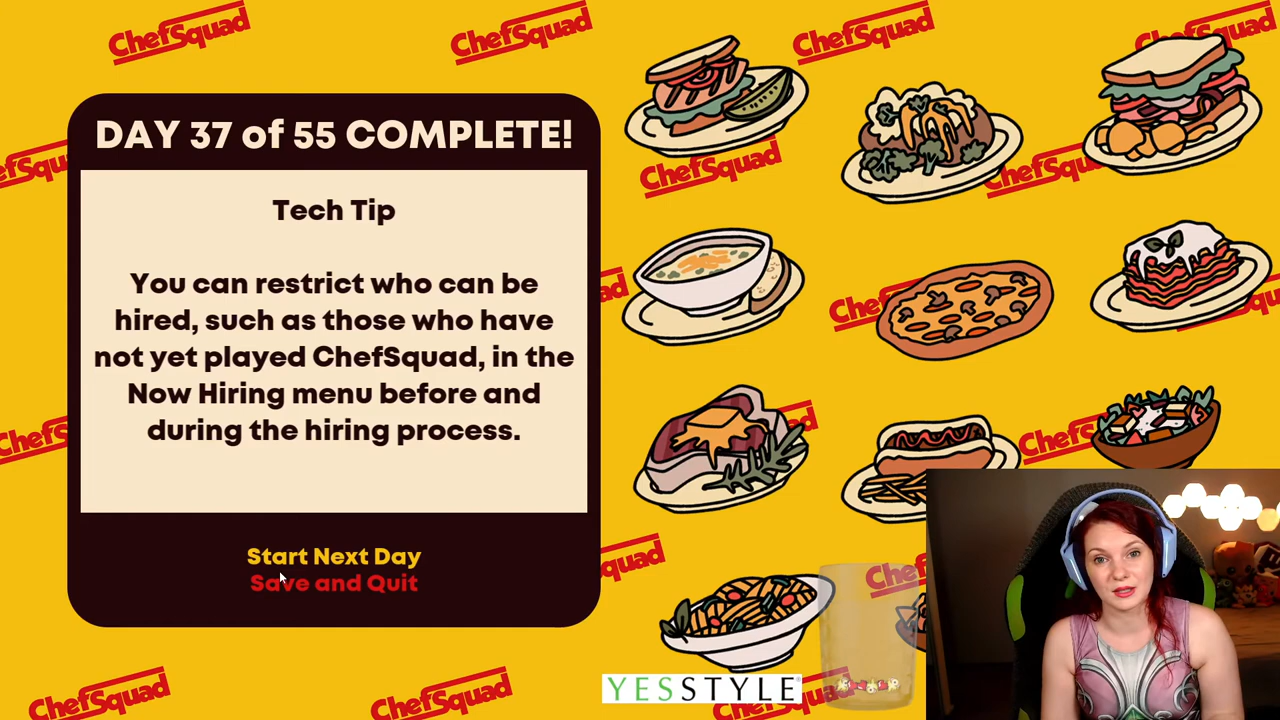 ChefSquad
ChefSquad
ChefSquad
ChefSquad
DAY 37 of 55 COMPLETE!
ChefSquad
ChefSquad
Tech Tip
You can restrict who can be
hired, such as those who have
not yet played ChefSquad, in the
Now Hiring menu before and
during the hiring process.
Start Next Day
Save and Quit
YESSTYLE
ChefSquad
ChefSquad